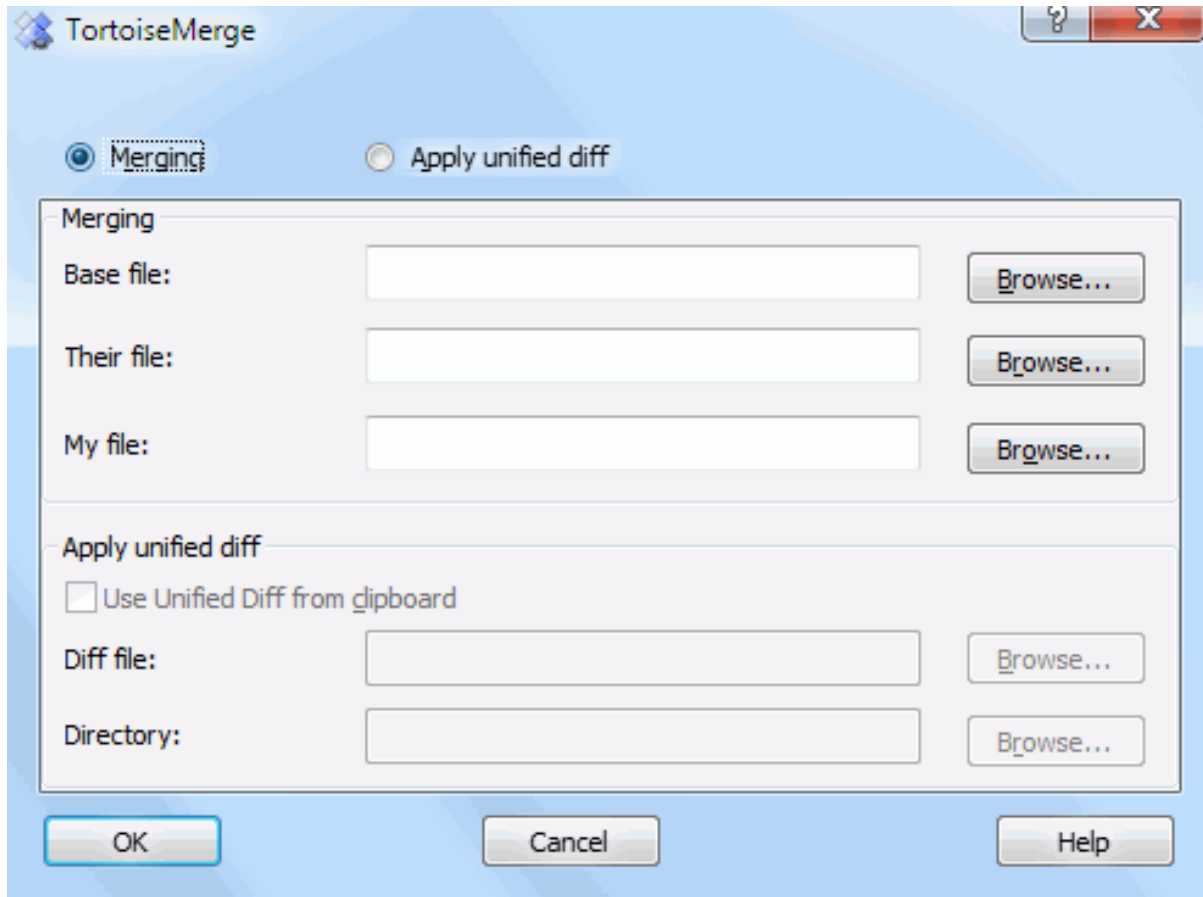 TortoiseMerge
?
X
Merging
Apply unified diff
Merging
Base file:
Browse...
Their file:
Browse...
My file:
Browse...
Apply unified diff
Use Unified Diff from clipboard
Diff file:
Browse...
Directory:
Browse...
OK
Cancel
Help